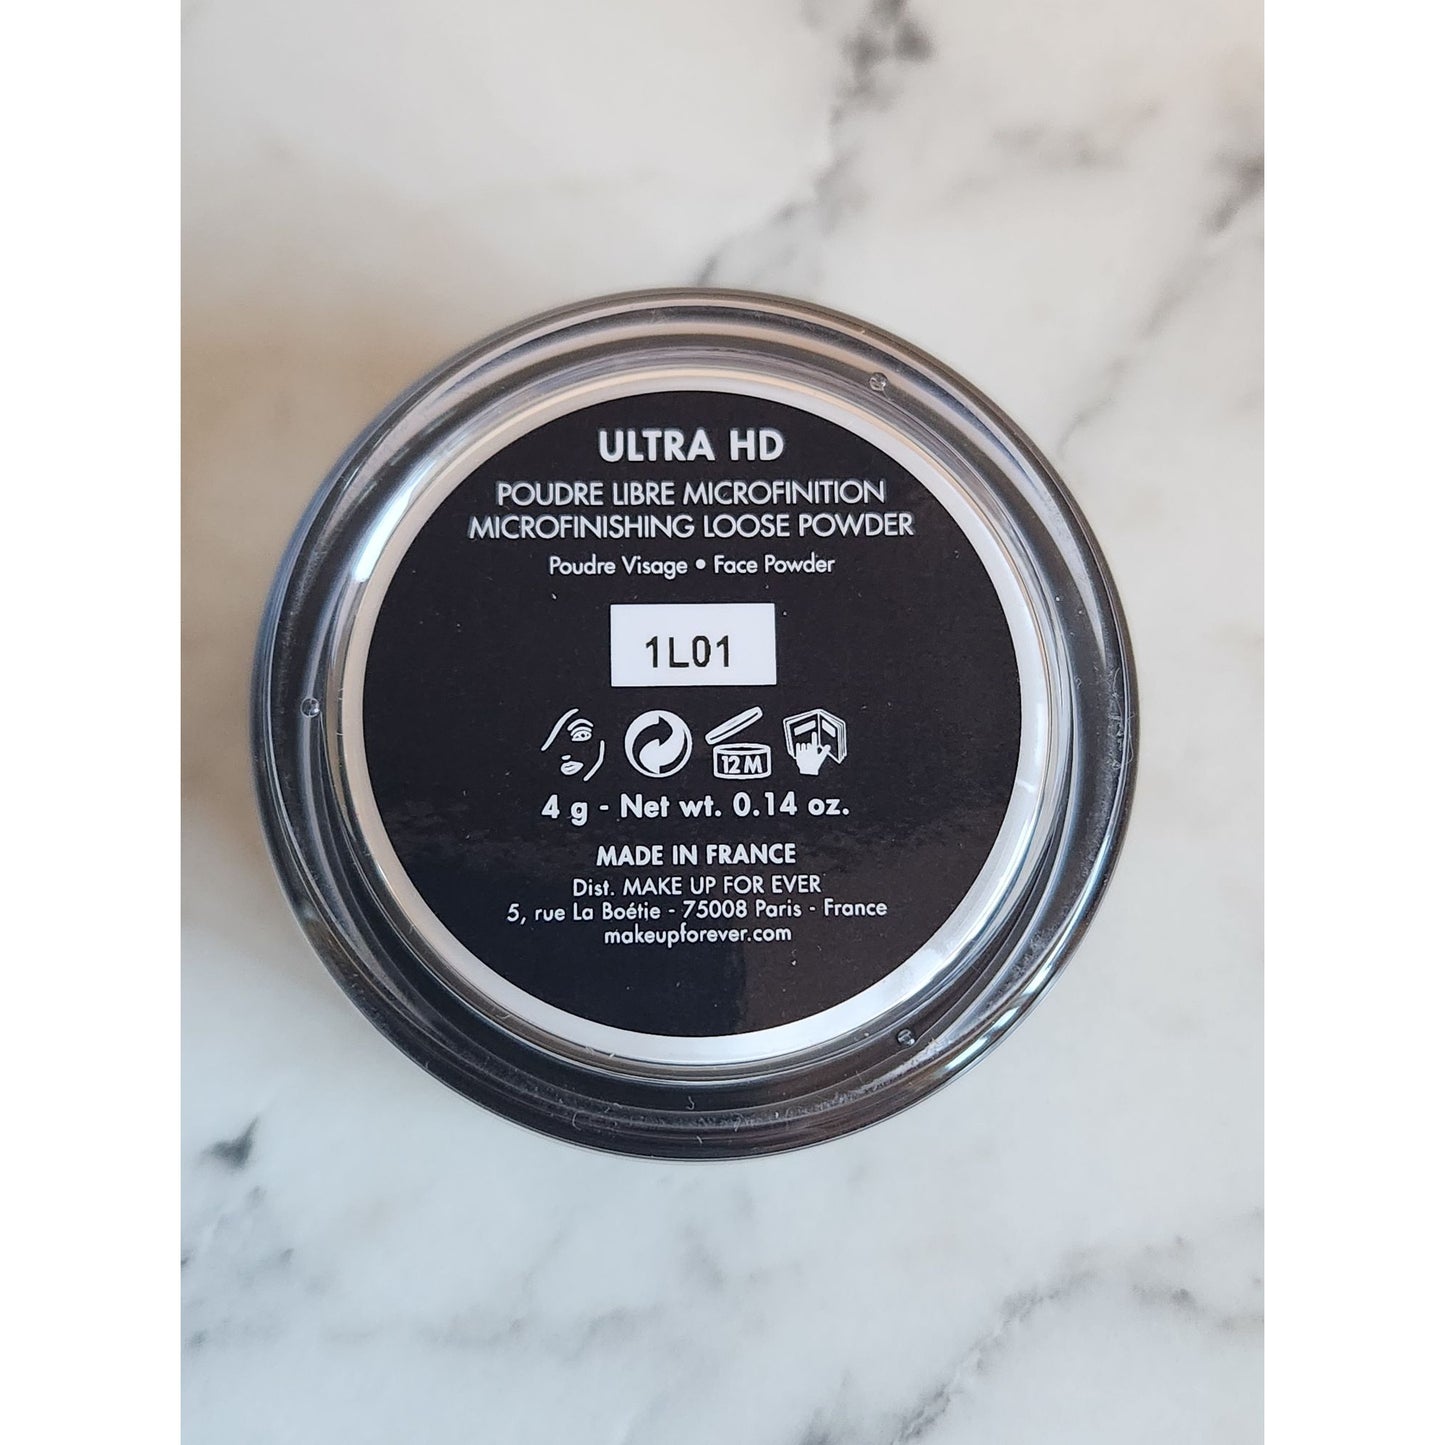 ULTRA HD
POUDRE LIBRE MICROFINITION
MICROFINISHING LOOSE POWDER
Poudre Visage • Face Powder
1L01
12M
4 g - Net wt. 0.14 oz.
MADE IN FRANCE
Dist. MAKE UP FOR EVER
5, rue La Boétie - 75008 Paris - France
makeupforever.com